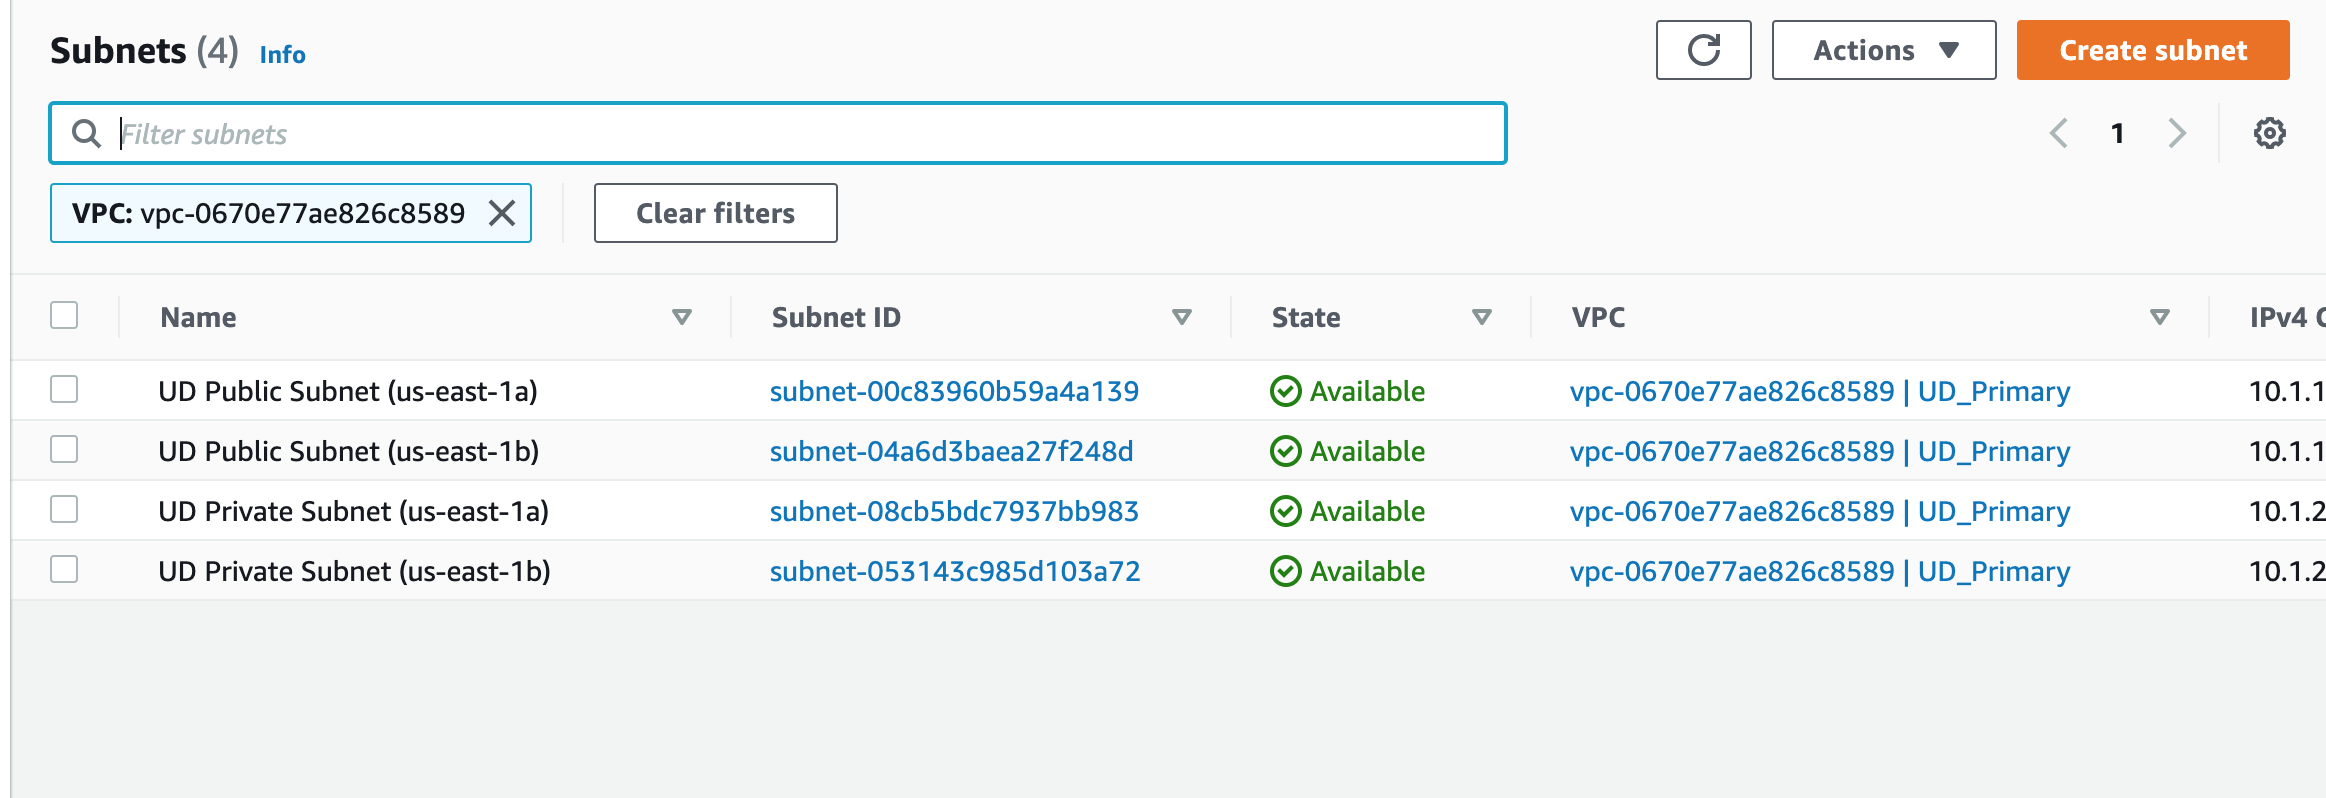 Subnets (4) Info
Actions
Create subnet
Filter subnets
1
VPC: vpc-0670e77ae826c8589
Clear filters
Name Subnet ID State VPC IPv4
UD Public Subnet (us-east-1a) subnet-00c83960b59a4a139 Available vpc-0670e77ae826c8589 | UD_Primary 10.1.1
UD Public Subnet (us-east-1b) subnet-04a6d3baea27f248d Available vpc-0670e77ae826c8589 | UD_Primary 10.1.1
UD Private Subnet (us-east-1a) subnet-08cb5bdc7937bb983 Available vpc-0670e77ae826c8589 | UD_Primary 10.1.2
UD Private Subnet (us-east-1b) subnet-053143c985d103a72 Available vpc-0670e77ae826c8589 | UD_Primary 10.1.2